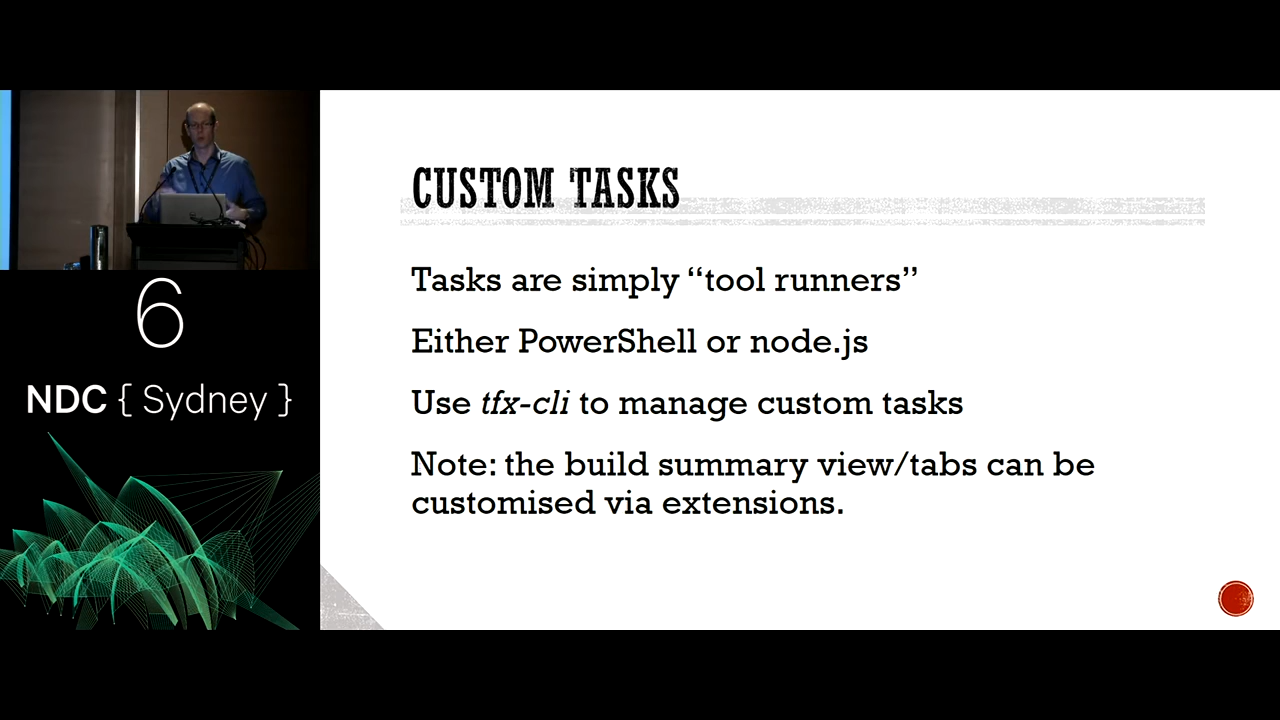 6
NDC { Sydney }
CUSTOM TASKS
Tasks are simply “tool runners”
Either PowerShell or node.js
Use tfx-cli to manage custom tasks
Note: the build summary view/tabs can be
customised via extensions.